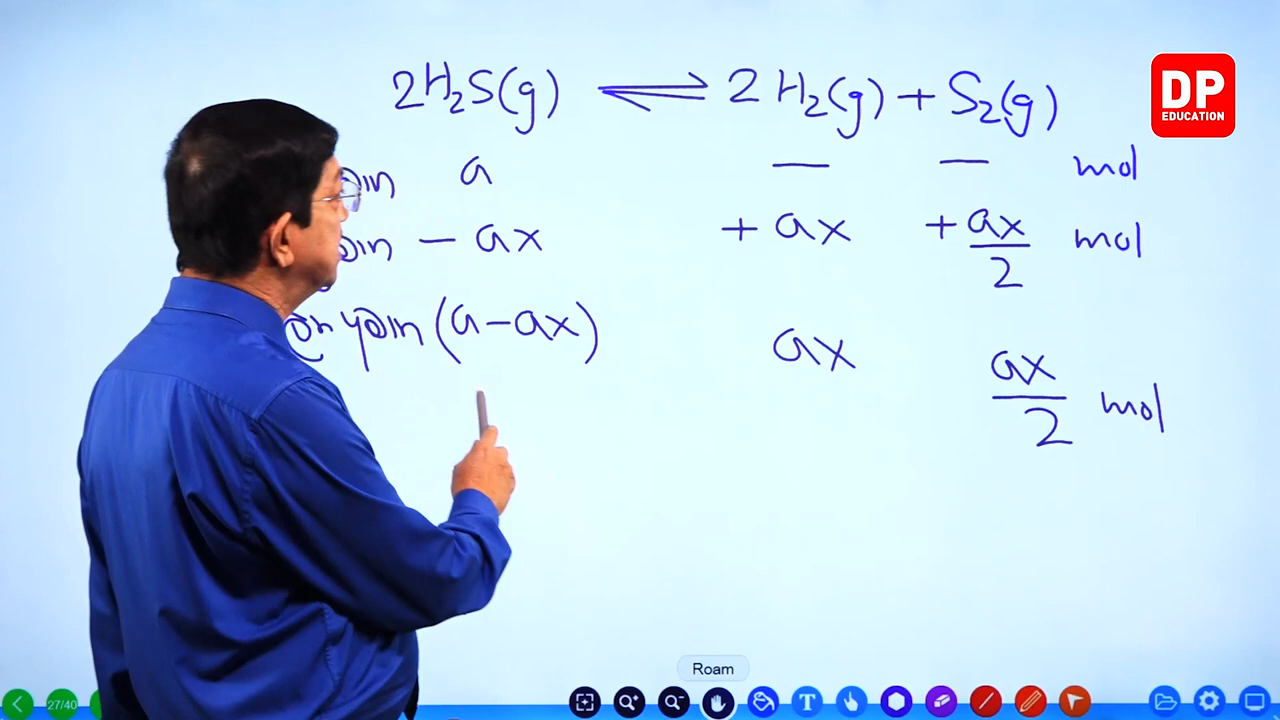 2H₂S(g) ⇌ 2H₂(g) + S₂(g)
a — — mol
– ax + ax + ax/2 mol
(a – ax) ax ax/2 mol
DP
EDUCATION
Roam
27/40
T